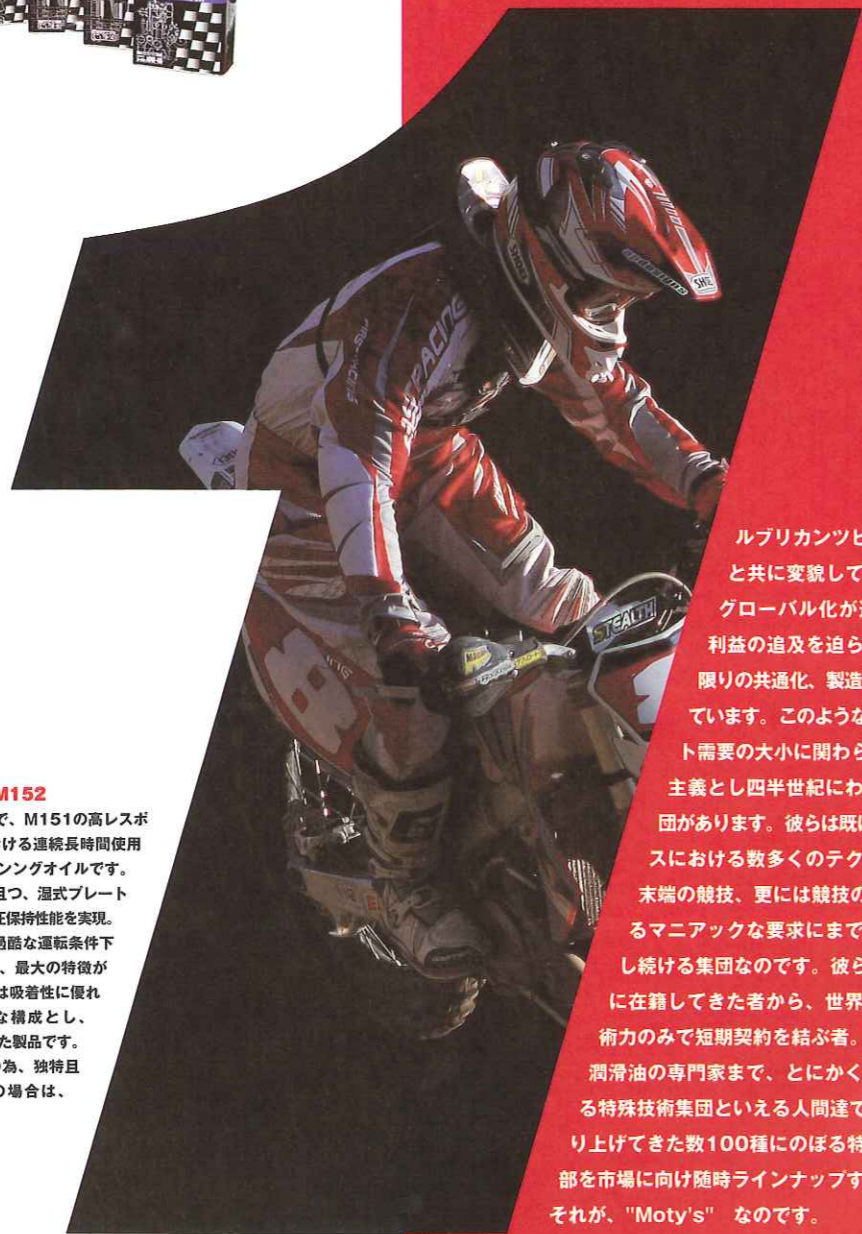 SHOEI
SHOEI
RACING
STEALTH
M152
で、M151の高レスポ
ける連続長時間使用
シングオイルです。
且つ、湿式プレート
圧保持性能を実現。
過酷な運転条件下
、最大の特徴が
は吸着性に優れ
な構成とし、
た製品です。
の為、独特且
の場合は、
ルブリカンツビ
と共に変貌して
グローバル化が
利益の追及を迫ら
限りの共通化、製造
ています。このような
ト需要の大小に関わら
主義とし四半世紀にわ
団があります。彼らは既に
スにおける数多くのテク
末端の競技、更には競技の
るマニアックな要求にまで
し続ける集団なのです。彼ら
に在籍してきた者から、世界
術力のみで短期契約を結ぶ者。
潤滑油の専門家まで、とにかく
る特殊技術集団といえる人間達で
り上げてきた数100種にのぼる特
部を市場に向け随時ラインナップす
それが、"Moty's" なのです。